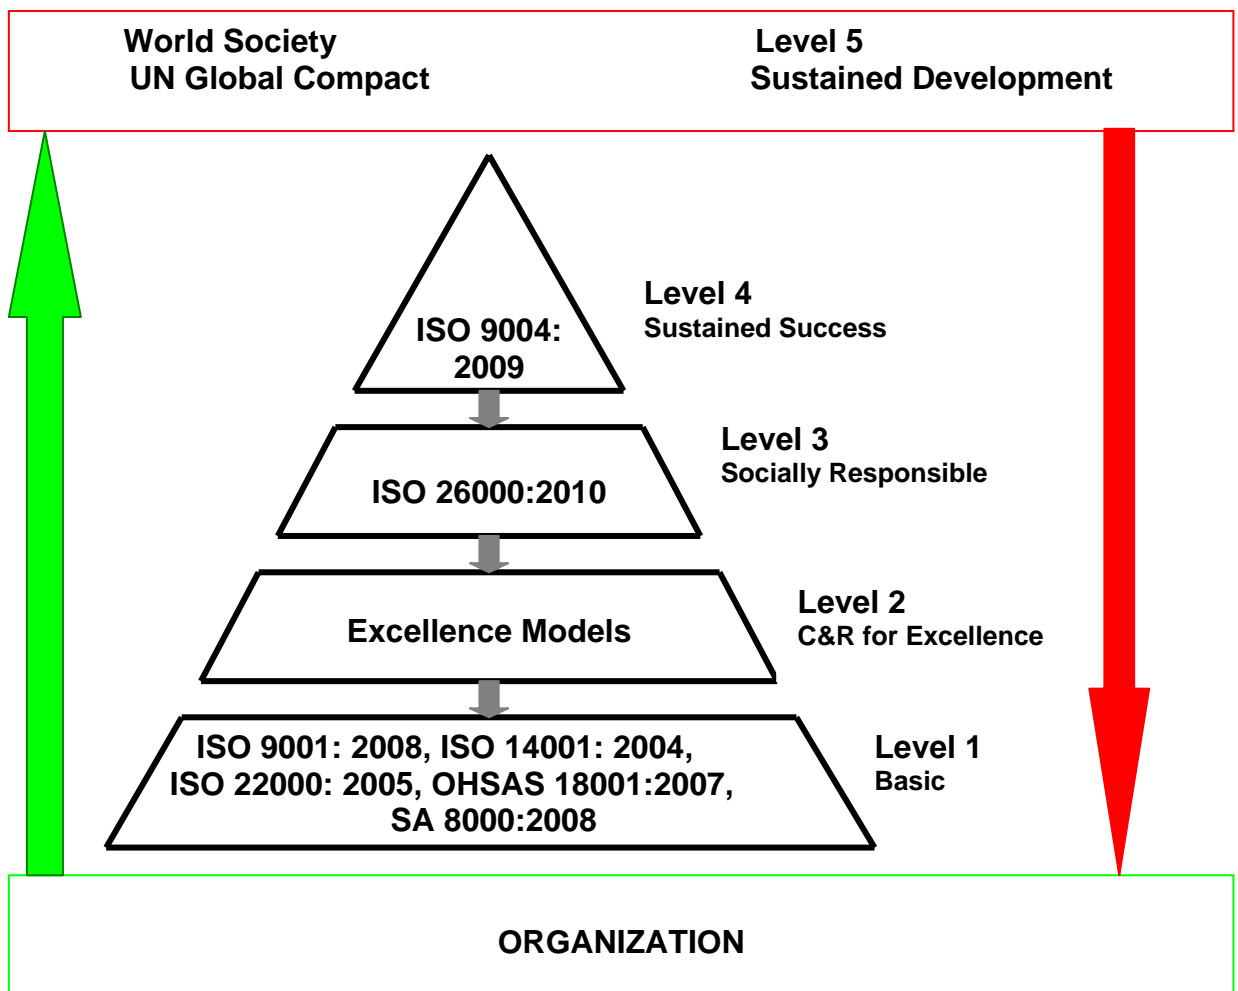 World Society
UN Global Compact
Level 5
Sustained Development
ISO 9004:
2009
Level 4
Sustained Success
ISO 26000:2010
Level 3
Socially Responsible
Excellence Models
Level 2
C&R for Excellence
ISO 9001: 2008, ISO 14001: 2004,
ISO 22000: 2005, OHSAS 18001:2007,
SA 8000:2008
Level 1
Basic
ORGANIZATION